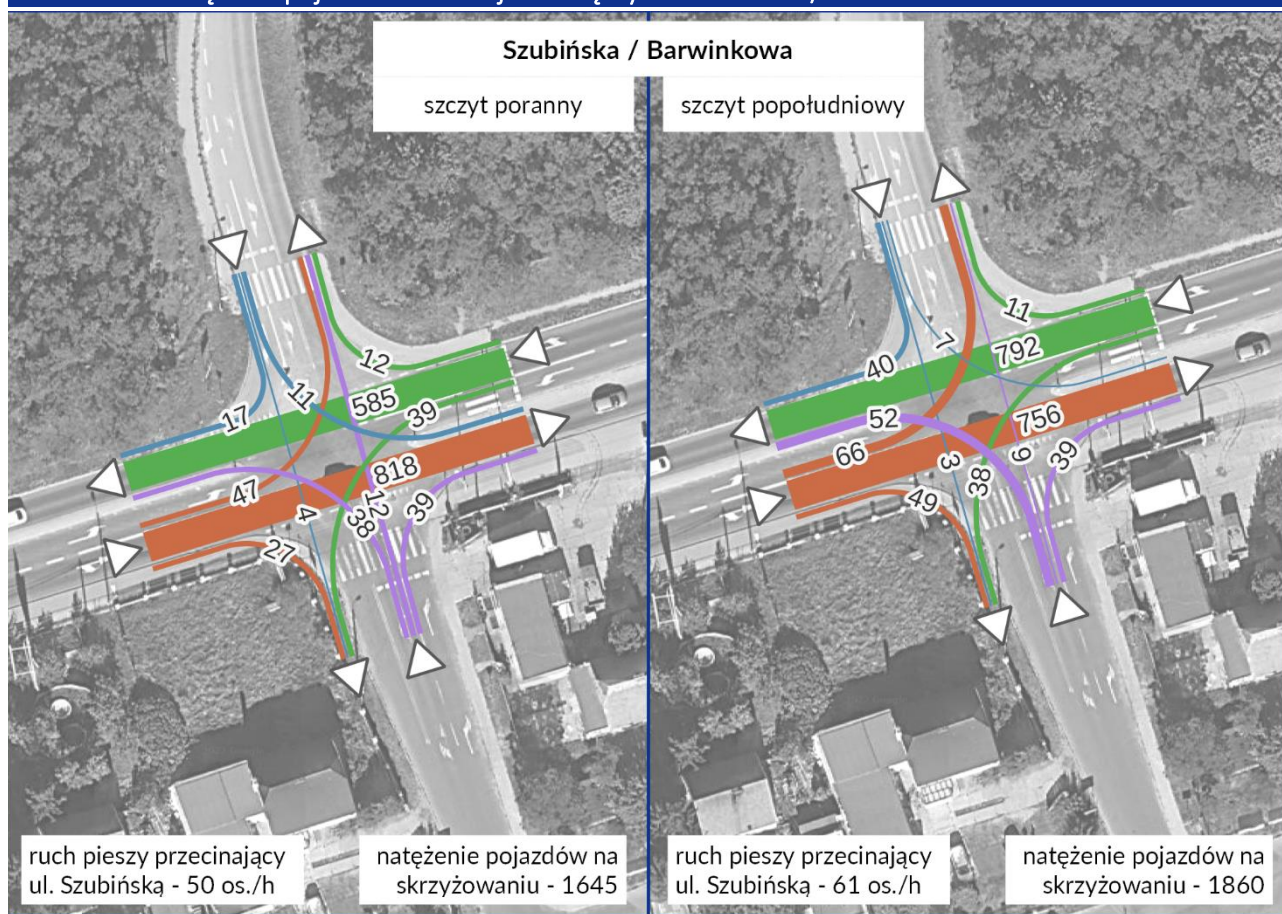 Szubińska / Barwinkowa
szczyt poranny
szczyt popołudniowy
12
585
11
17
39
818
47
4
12
38
39
27
11
792
7
40
52
756
66
3
38
6
39
49
ruch pieszy przecinający
ul. Szubińską - 50 os./h
natężenie pojazdów na
skrzyżowaniu - 1645
ruch pieszy przecinający
ul. Szubińską - 61 os./h
natężenie pojazdów na
skrzyżowaniu - 1860